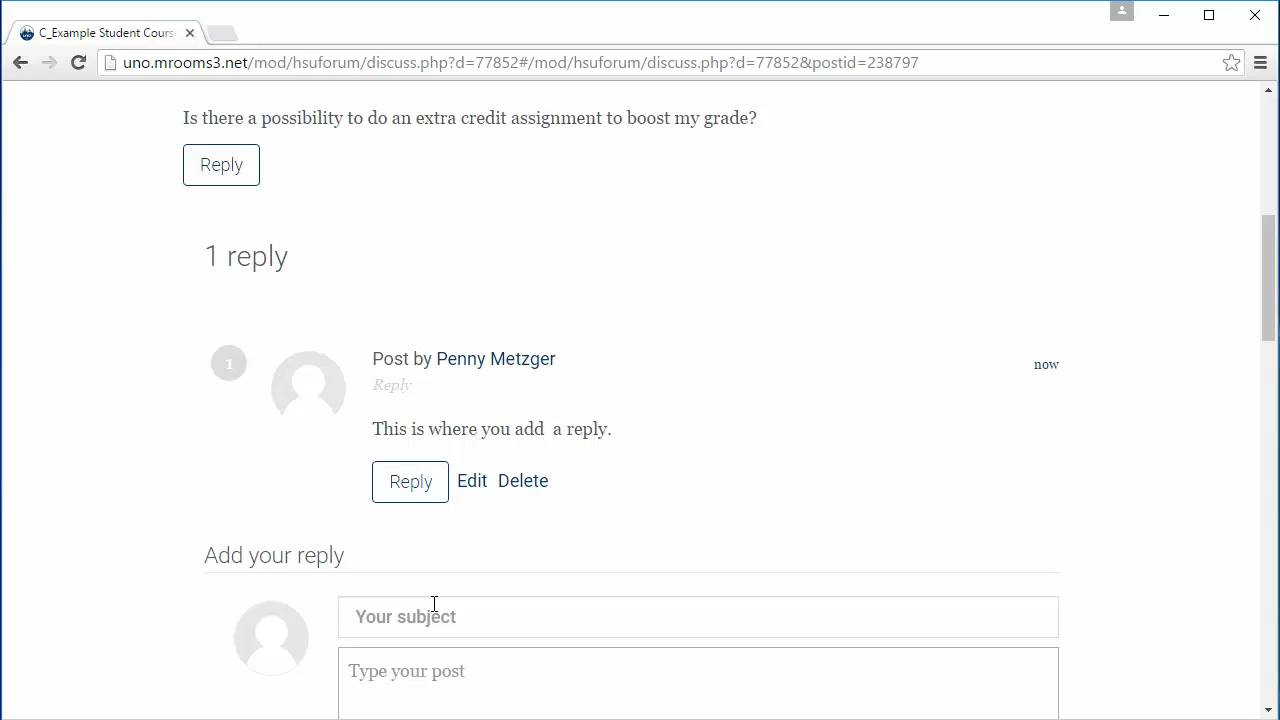 C_Example Student Cours
uno.mrooms3.net/mod/hsuforum/discuss.php?d=77852#/mod/hsuforum/discuss.php?d=77852&postid=238797
Is there a possibility to do an extra credit assignment to boost my grade?
Reply
1 reply
1
Post by Penny Metzger
now
Reply
This is where you add  a reply.
Reply Edit Delete
Add your reply
Your subject
Type your post